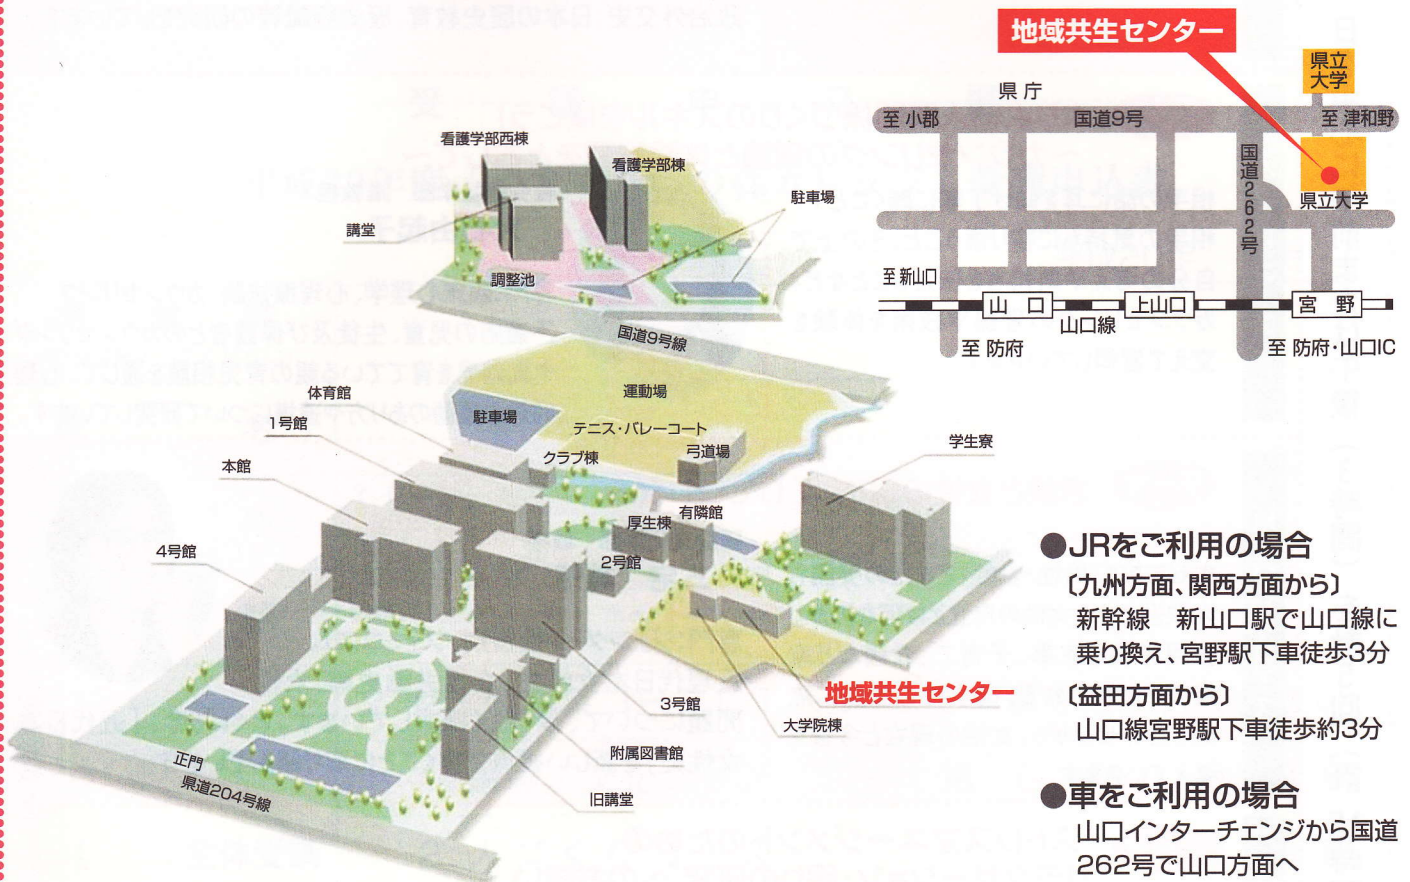 地域共生センター
県立
大学
県庁
至 小郡
国道9号
至 津和野
国道262号
県立大学
至 新山口
山口
上山口
宮野
山口線
至 防府
至 防府・山口IC
看護学部西棟
看護学部棟
駐車場
講堂
調整池
国道9号線
体育館
運動場
駐車場
1号館
テニス・バレーコート
学生寮
本館
クラブ棟
弓道場
有隣館
厚生棟
4号館
2号館
地域共生センター
3号館
大学院棟
附属図書館
正門
県道204号線
旧講堂
●JRをご利用の場合
〔九州方面、関西方面から〕
新幹線　新山口駅で山口線に
乗り換え、宮野駅下車徒歩3分
〔益田方面から〕
山口線宮野駅下車徒歩約3分
●車をご利用の場合
山口インターチェンジから国道
262号で山口方面へ